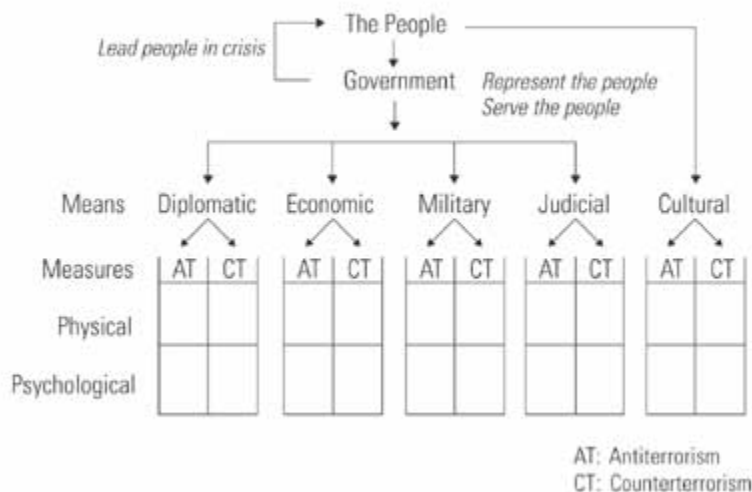 The People
Lead people in crisis
Government
Represent the people
Serve the people
Means Diplomatic Economic Military Judicial Cultural
Measures AT CT AT CT AT CT AT CT AT CT
Physical
Psychological
AT: Antiterrorism
CT: Counterterrorism